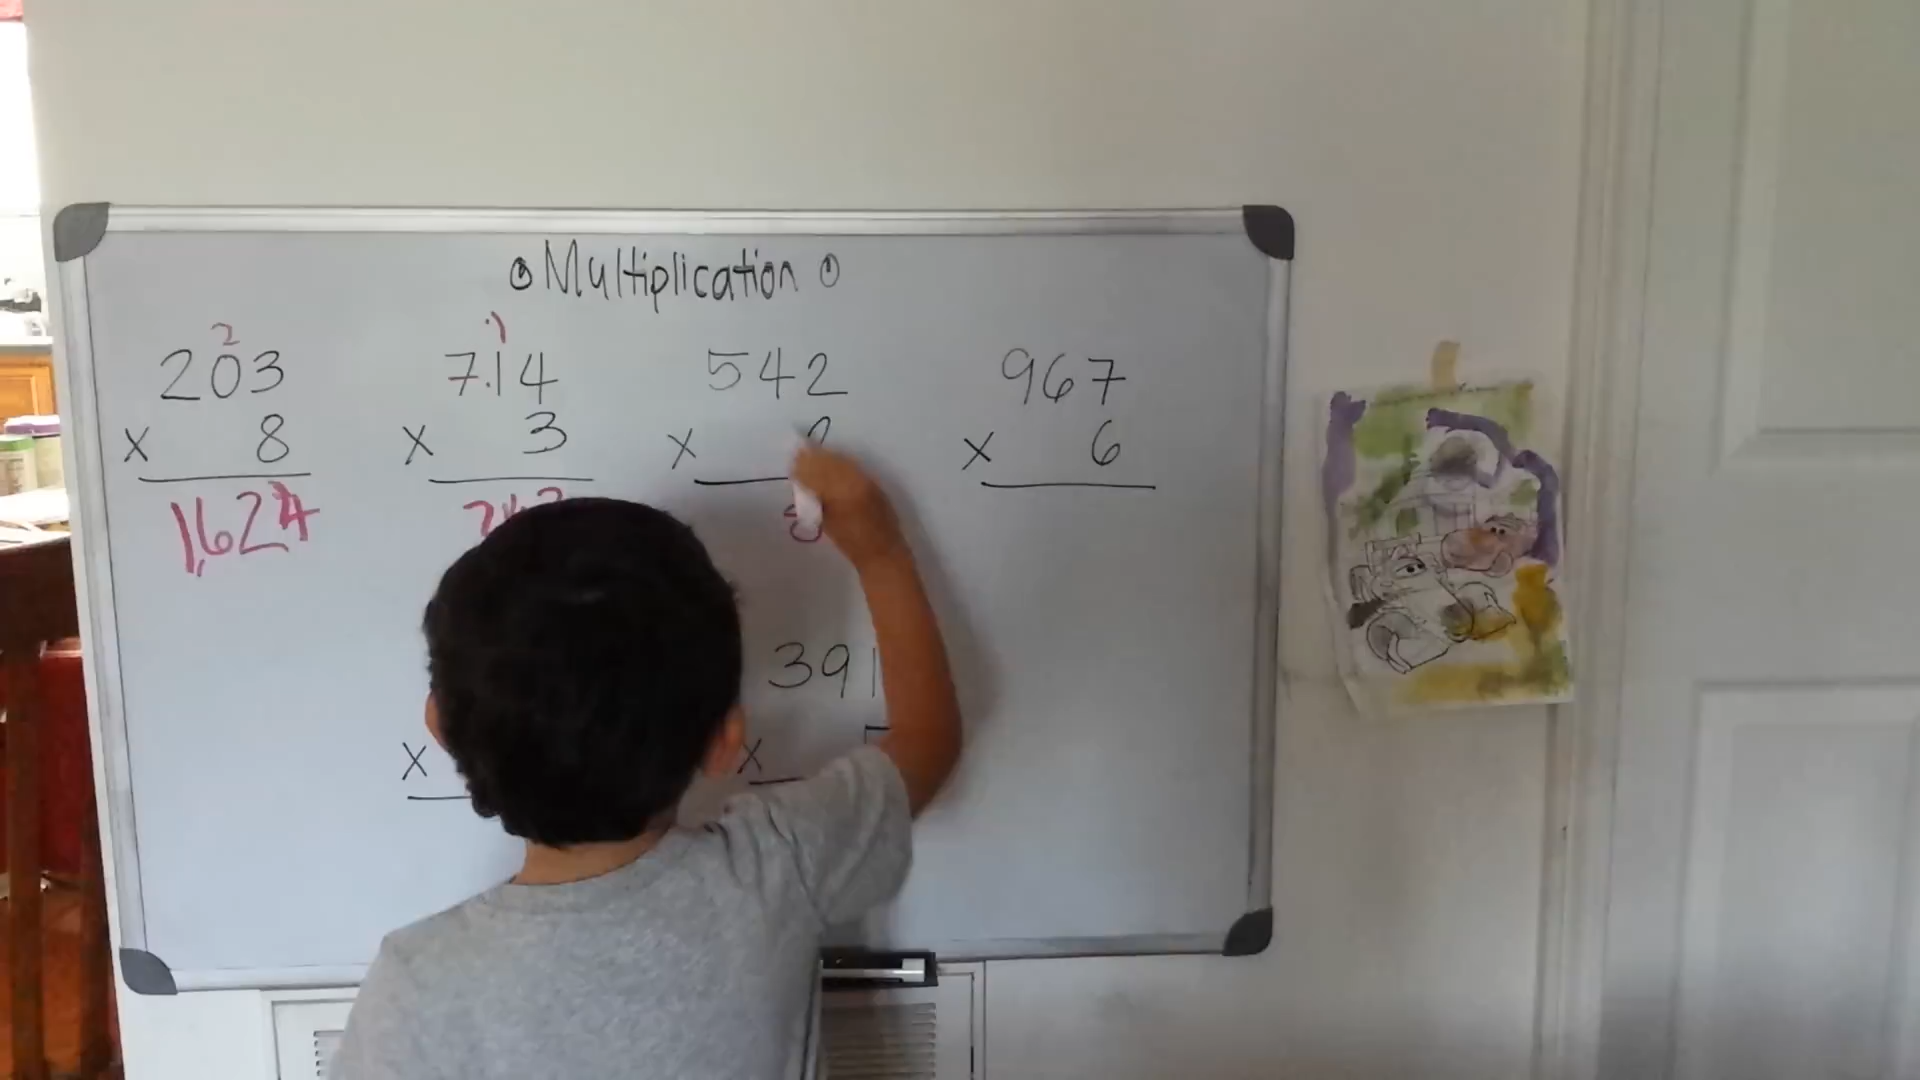 Multiplication
2
1
203
714
542
967
x 8
x 3
x
x 6
1,624
391
x
x